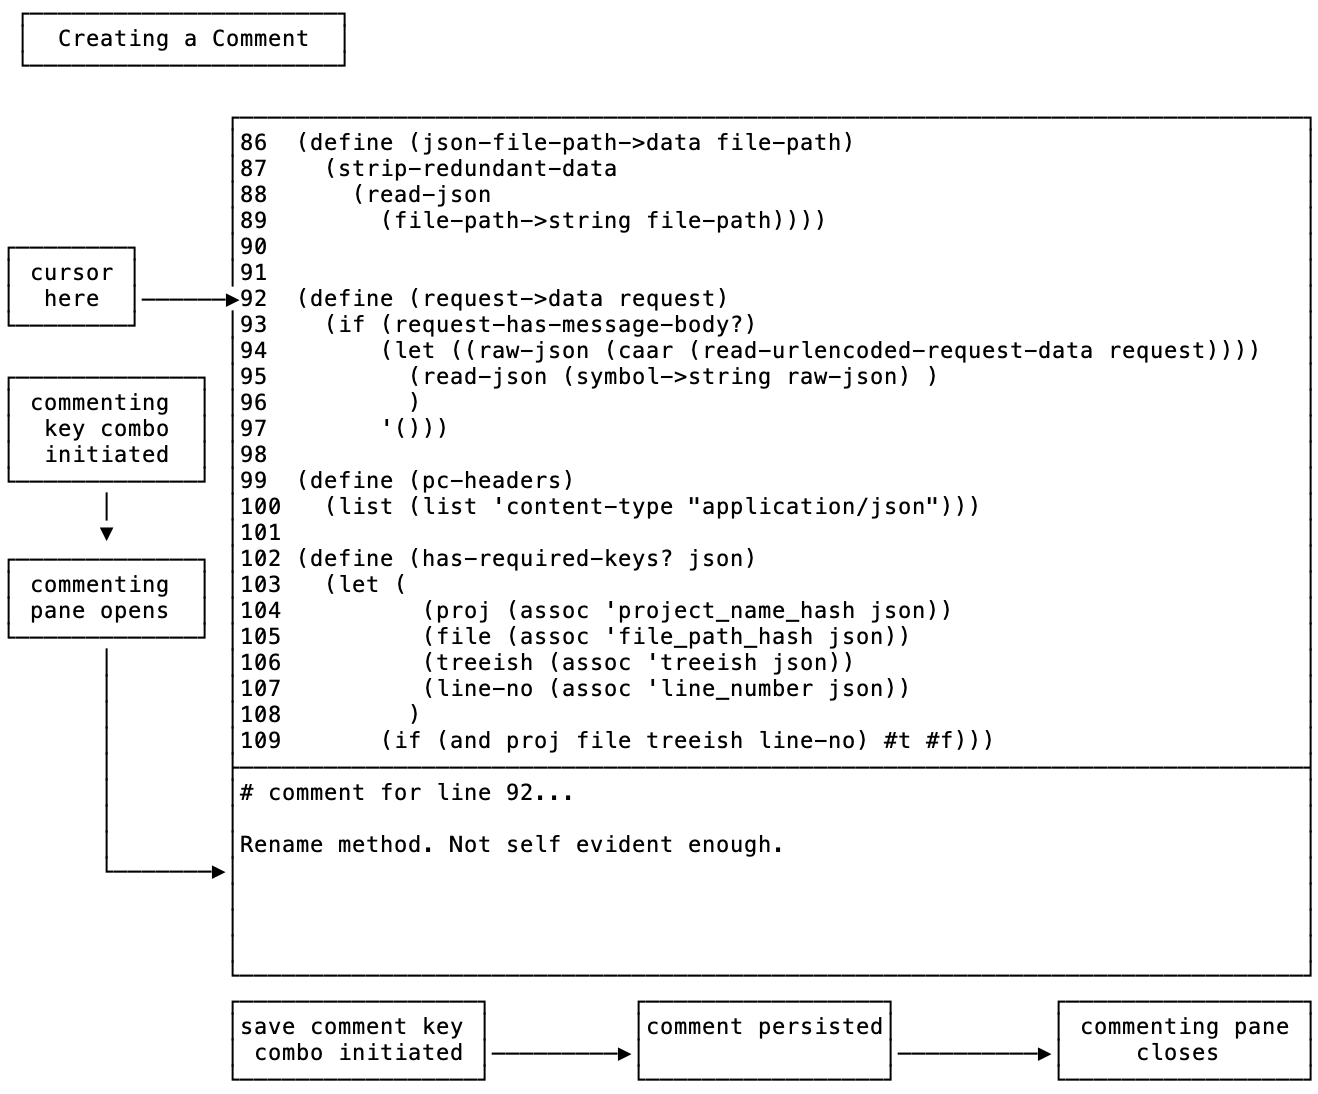 Creating a Comment
86  (define (json-file-path->data file-path)
87    (strip-redundant-data
88      (read-json
89        (file-path->string file-path))))
90
91
cursor
here
92  (define (request->data request)
93    (if (request-has-message-body?)
94        (let ((raw-json (caar (read-urlencoded-request-data request))))
95          (read-json (symbol->string raw-json) )
96          )
97        '()))
98
99  (define (pc-headers)
100   (list (list 'content-type "application/json")))
101
102 (define (has-required-keys? json)
103   (let (
104          (proj (assoc 'project_name_hash json))
105          (file (assoc 'file_path_hash json))
106          (treeish (assoc 'treeish json))
107          (line-no (assoc 'line_number json))
108         )
109       (if (and proj file treeish line-no) #t #f)))
commenting
key combo
initiated
commenting
pane opens
# comment for line 92...
Rename method. Not self evident enough.
save comment key
combo initiated
comment persisted
commenting pane
closes